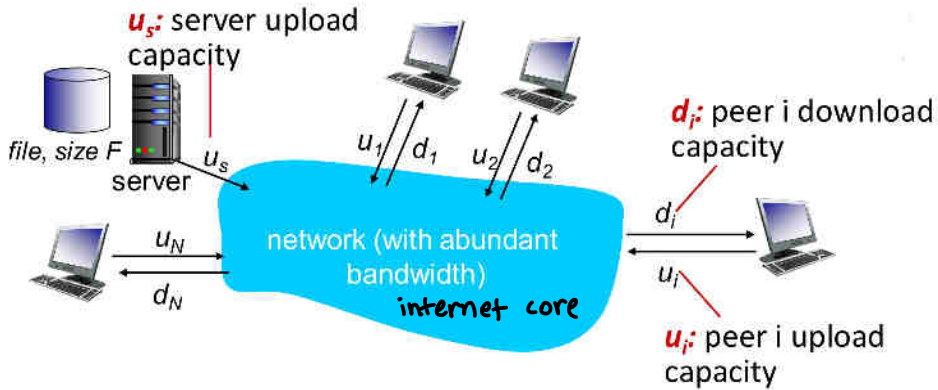 u_s: server upload
capacity
file, size F
server
u_s
u_1
d_1
u_2
d_2
d_i: peer i download
capacity
u_N
d_N
network (with abundant
bandwidth)
internet core
d_i
u_i
u_i: peer i upload
capacity